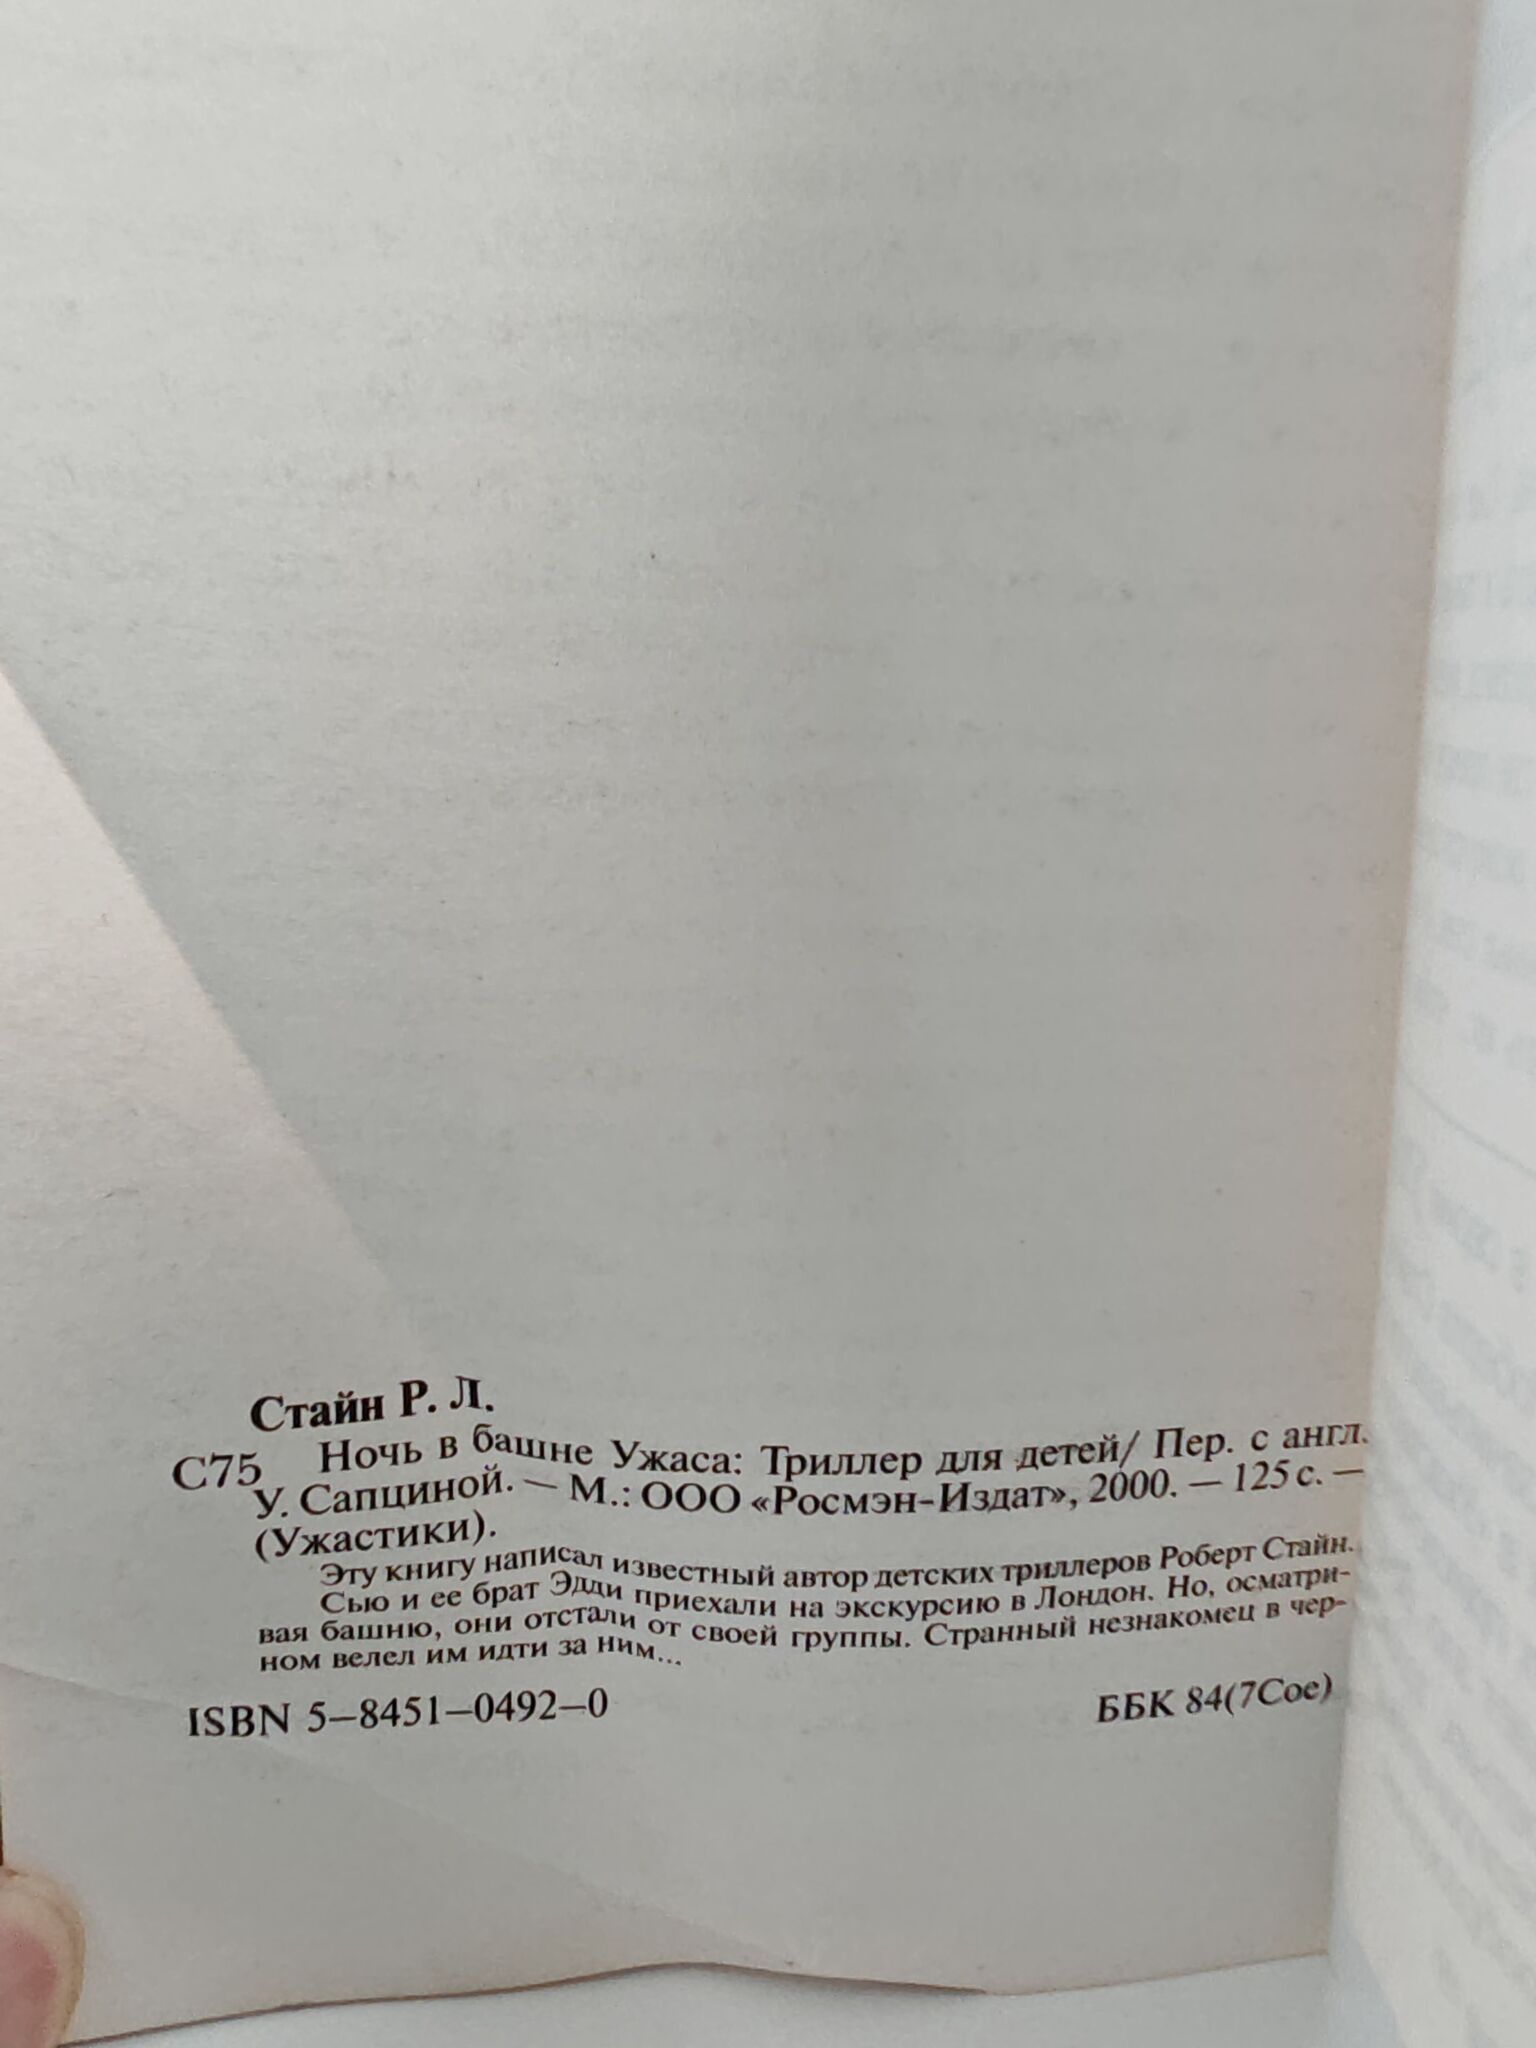 Стайн Р. Л.
С75 Ночь в башне Ужаса: Триллер для детей/ Пер. с англ.
У. Сапциной. — М.: ООО «Росмэн-Издат», 2000. — 125 с. —
(Ужастики).
Эту книгу написал известный автор детских триллеров Роберт Стайн.
Сью и ее брат Эдди приехали на экскурсию в Лондон. Но, осматри-
вая башню, они отстали от своей группы. Странный незнакомец в чер-
ном велел им идти за ним...
ISBN 5–8451–0492–0
ББК 84(7Сое)